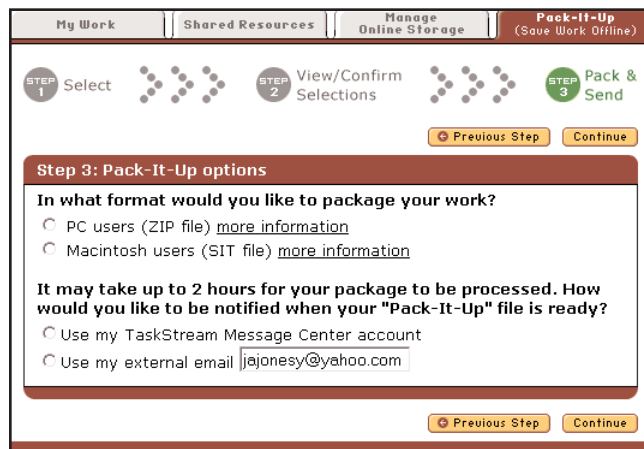 My Work
Shared Resources
Manage
Online Storage
Pack-It-Up
(Save Work Offline)
STEP
1
Select
STEP
2
View/Confirm
Selections
STEP
3
Pack &
Send
Previous Step
Continue
Step 3: Pack-It-Up options
In what format would you like to package your work?
PC users (ZIP file) more information
Macintosh users (SIT file) more information
It may take up to 2 hours for your package to be processed. How
would you like to be notified when your "Pack-It-Up" file is ready?
Use my TaskStream Message Center account
Use my external email jajonesy@yahoo.com
Previous Step
Continue